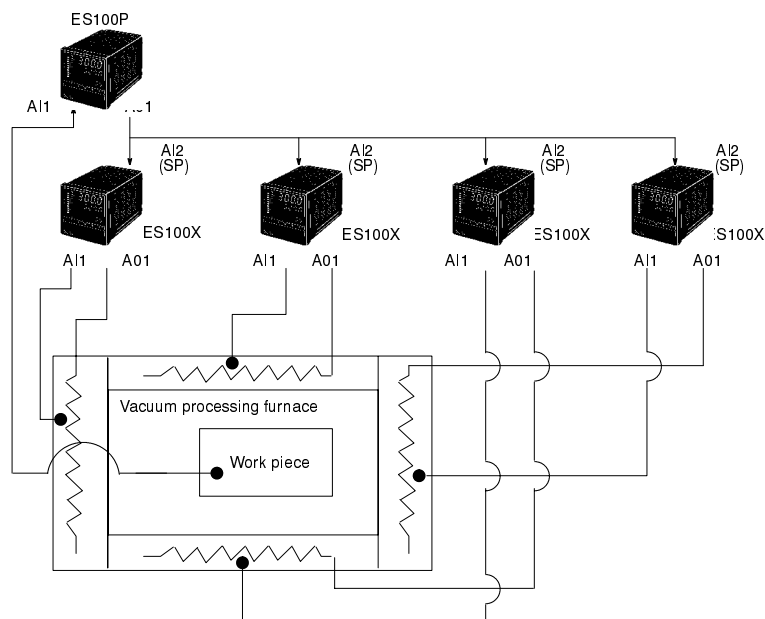 ES100P
AI1
AI2 AI2 AI2 AI2
(SP) (SP) (SP) (SP)
ES100X ES100X ES100X ES100X
AI1 A01 AI1 A01 AI1 A01 AI1 A01
Vacuum processing furnace
Work piece